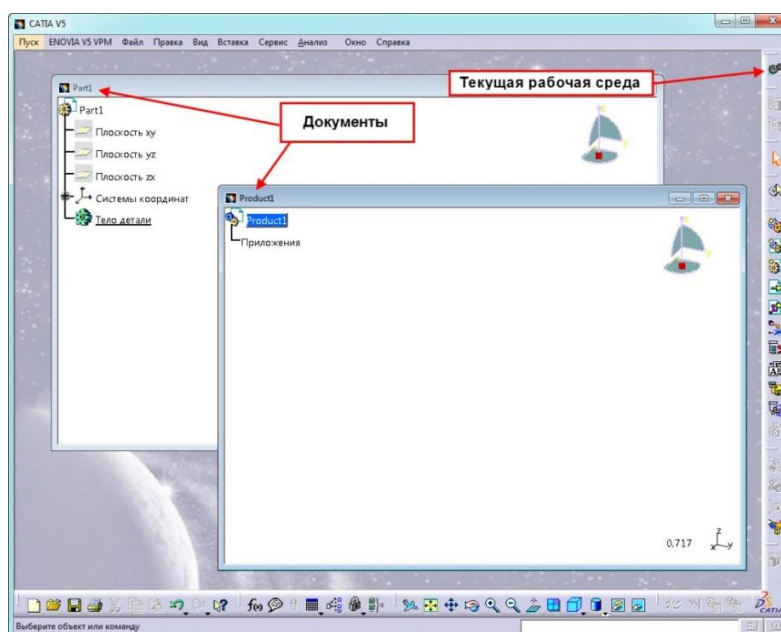 CATIA V5
Пуск ENOVIA V5 VPM Файл Правка Вид Вставка Сервис Анализ Окно Справка
Текущая рабочая среда
Part1
Part1
Документы
Плоскость xy
Плоскость yz
Плоскость zx
Системы координат
Тело детали
Product1
Product1
Приложения
0,717
z
x y
f(x)
CATIA
Выберите объект или команду